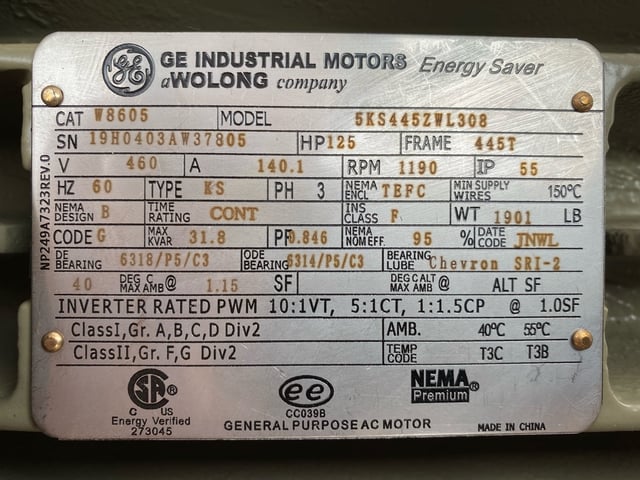 GE INDUSTRIAL MOTORS Energy Saver
a WOLONG company
CAT W8605 MODEL 5KS445ZWL308
SN 19H0403AW37805 HP 125 FRAME 445T
V 460 A 140.1 RPM 1190 IP 55
HZ 60 TYPE KS PH 3 NEMA ENCL TEFC MIN SUPPLY WIRES 150°C
NEMA DESIGN B TIME RATING CONT INS CLASS F WT 1901 LB
CODE G MAX KVAR 31.8 PF 0.846 NEMA NOM EFF. 95 % DATE CODE JNWL
DE BEARING 6318/P5/C3 ODE BEARING 6314/P5/C3 BEARING LUBE Chevron SRI-2
40 DEG C MAX AMB @ 1.15 SF DEG C ALT MAX AMB @ ALT SF
INVERTER RATED PWM 10:1VT, 5:1CT, 1:1.5CP @ 1.0SF
ClassI,Gr. A,B,C,D Div2 AMB. 40°C 55°C
ClassII,Gr. F,G Div2 TEMP CODE T3C T3B
NP249A7323REV.0
SA
C US
Energy Verified
273045
ee
CC039B
GENERAL PURPOSE AC MOTOR
NEMA
Premium®
MADE IN CHINA